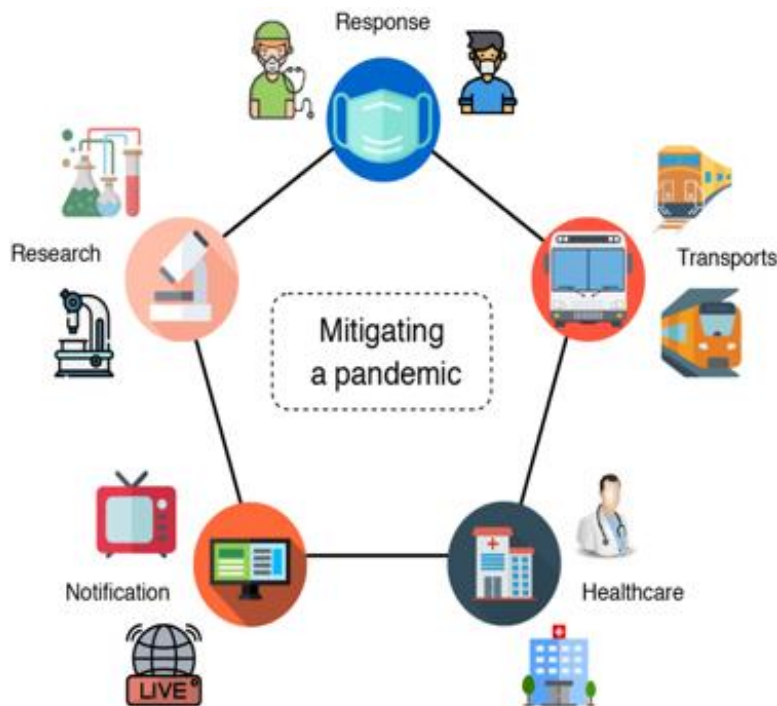 Response
Research
Transports
Mitigating
a pandemic
Notification
Healthcare
LIVE